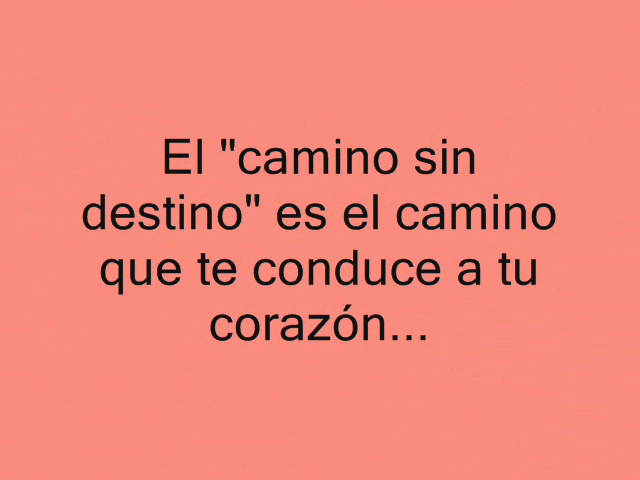 El "camino sin
destino" es el camino
que te conduce a tu
corazón...